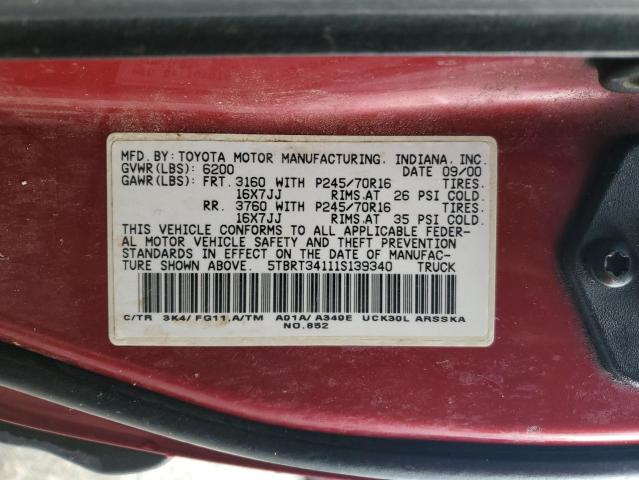 MFD. BY: TOYOTA MOTOR MANUFACTURING. INDIANA, INC.
GVWR(LBS): 6200 09/00
GAWR(LBS): FRT. 3160 WITH P245/70R16 TIRES.
16X7JJ RIMS.AT 26 PSI COLD.
RR. 3760 WITH P245/70R16 TIRES.
16X7JJ RIMS.AT 35 PSI COLD.
THIS VEHICLE CONFORMS TO ALL APPLICABLE FEDER-
AL MOTOR VEHICLE SAFETY AND THEFT PREVENTION
STANDARDS IN EFFECT ON THE DATE OF MANUFAC-
TURE SHOWN ABOVE. 5TBRT34111S139340 TRUCK
C/TR 3K4/ FG11,A/TM A01A/ A340E UCK30L ARSSKA
NO.852